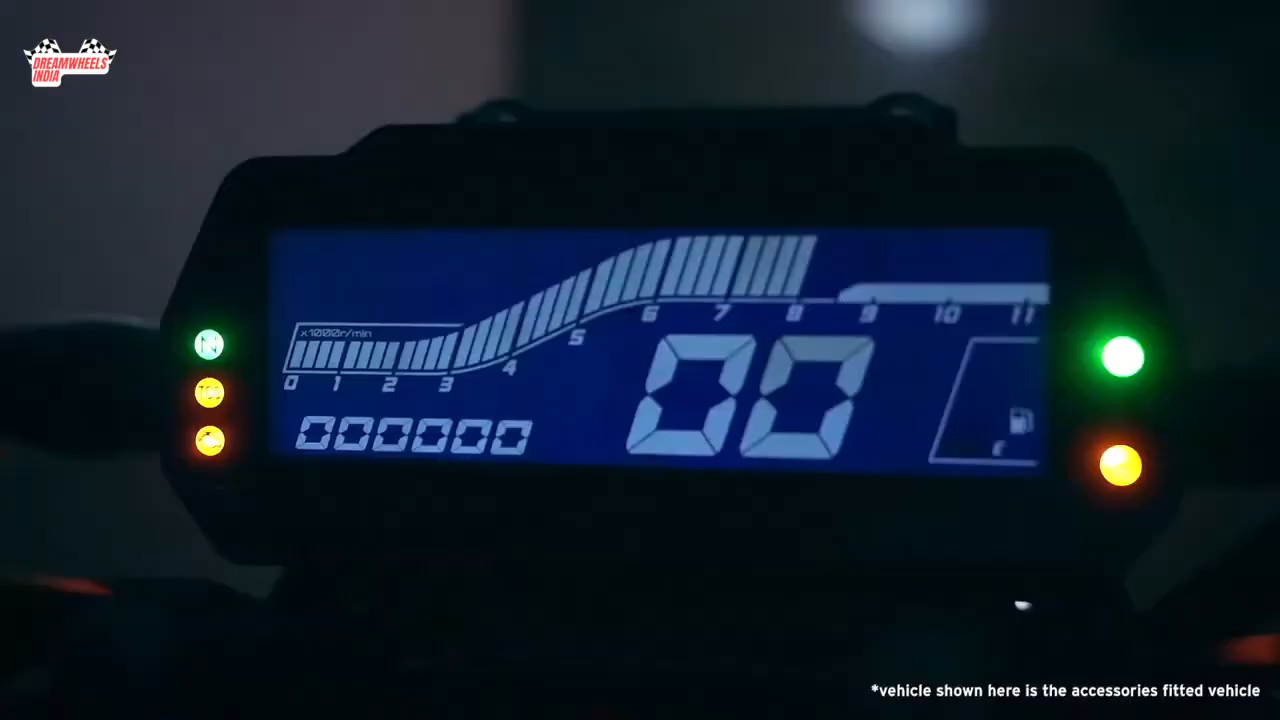 DREAMWHEELS
INDIA
x1000r/min
0 1 2 3 4 5 6 7 8 9 10 11
000000
00
N
TCS
E
*vehicle shown here is the accessories fitted vehicle